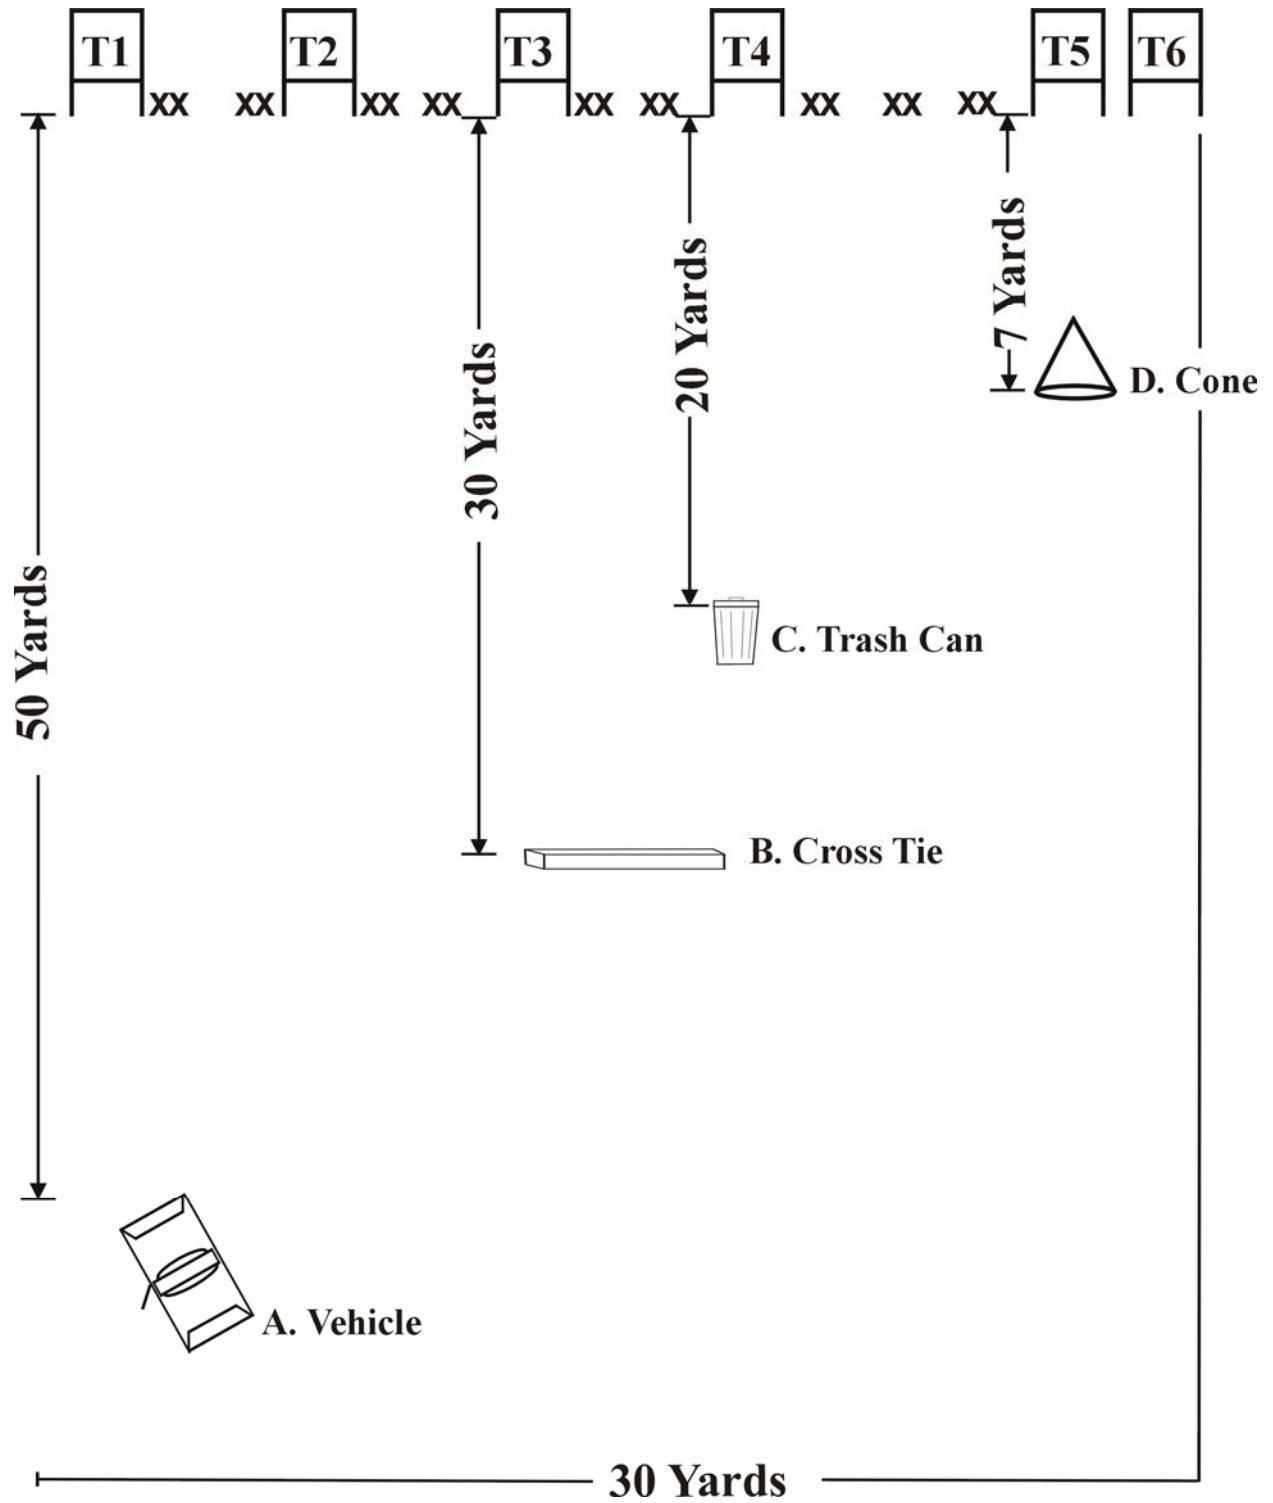 T1 T2 T3 T4 T5 T6
XX XX XX XX XX XX XX XX XX
7 Yards
20 Yards
D. Cone
30 Yards
50 Yards
C. Trash Can
B. Cross Tie
A. Vehicle
30 Yards